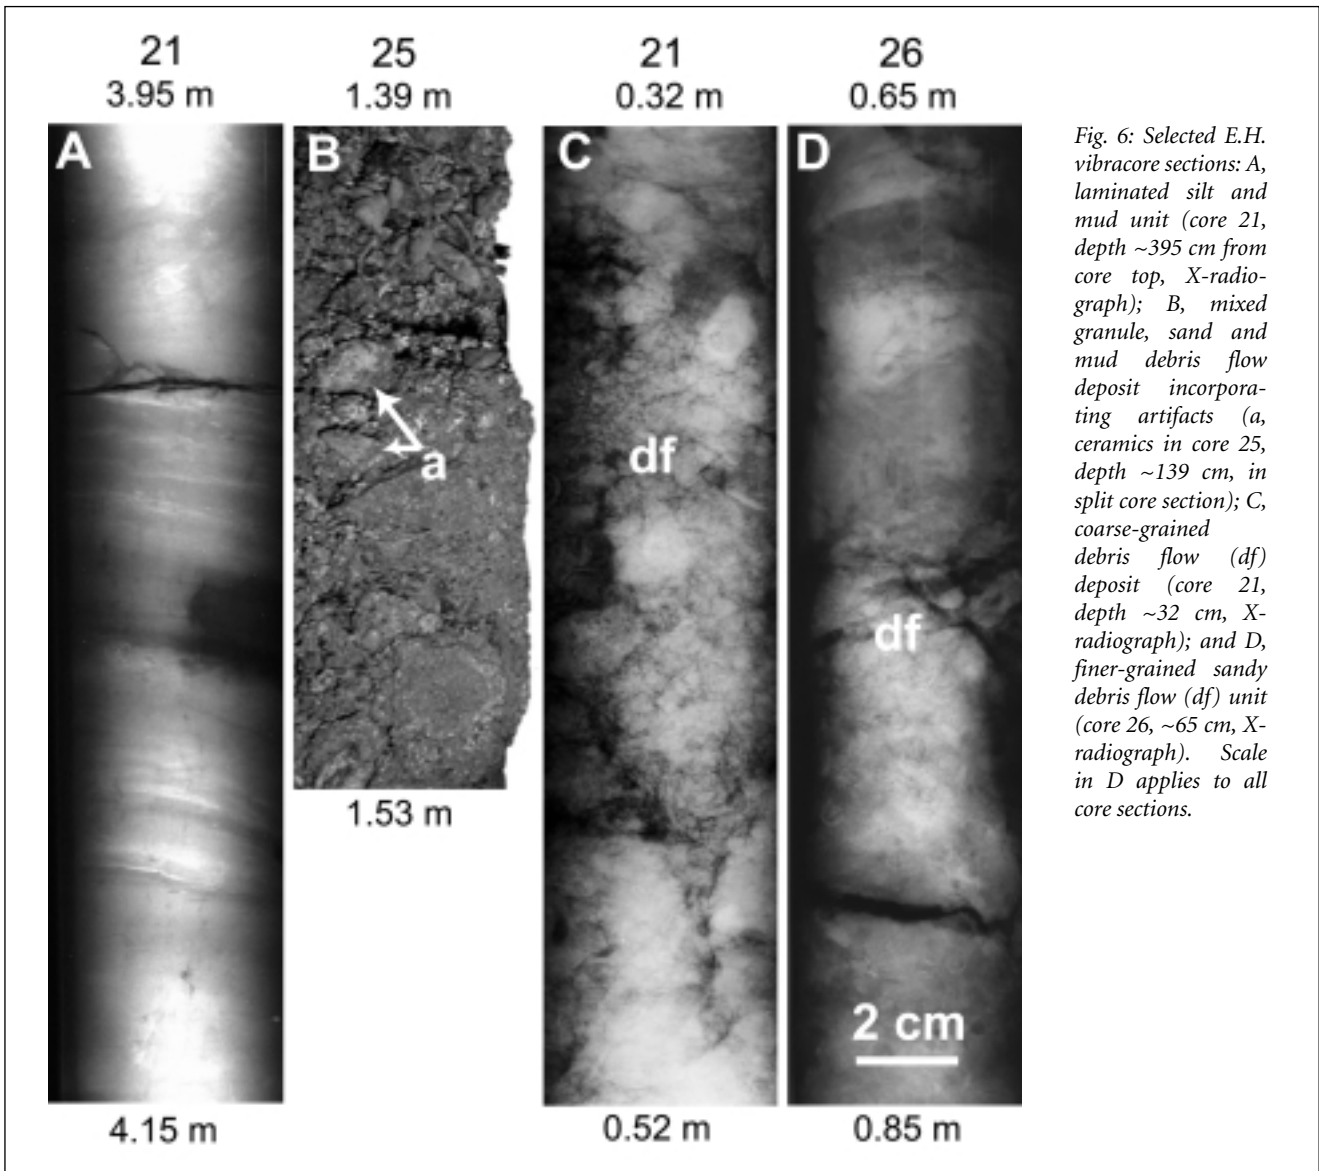 21
3.95 m
25
1.39 m
21
0.32 m
26
0.65 m
A
B
C
D
a
df
df
2 cm
4.15 m
1.53 m
0.52 m
0.85 m
Fig. 6: Selected E.H.
vibracore sections: A,
laminated silt and
mud unit (core 21,
depth ~395 cm from
core top, X-radio-
graph); B, mixed
granule, sand and
mud debris flow
deposit incorpora-
ting artifacts (a,
ceramics in core 25,
depth ~139 cm, in
split core section); C,
coarse-grained
debris flow (df)
deposit (core 21,
depth ~32 cm, X-
radiograph); and D,
finer-grained sandy
debris flow (df) unit
(core 26, ~65 cm, X-
radiograph). Scale
in D applies to all
core sections.